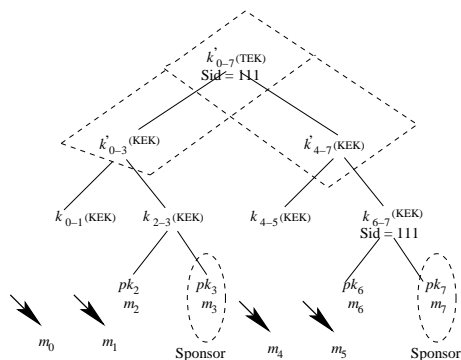 k'0–7(TEK)
Sid = 111
k'0–3(KEK) k'4–7(KEK)
k0–1(KEK) k2–3(KEK) k4–5(KEK) k6–7(KEK)
Sid = 111
pk2 pk3 pk6 pk7
m2 m3 m6 m7
m0 m1 m4 m5
Sponsor Sponsor